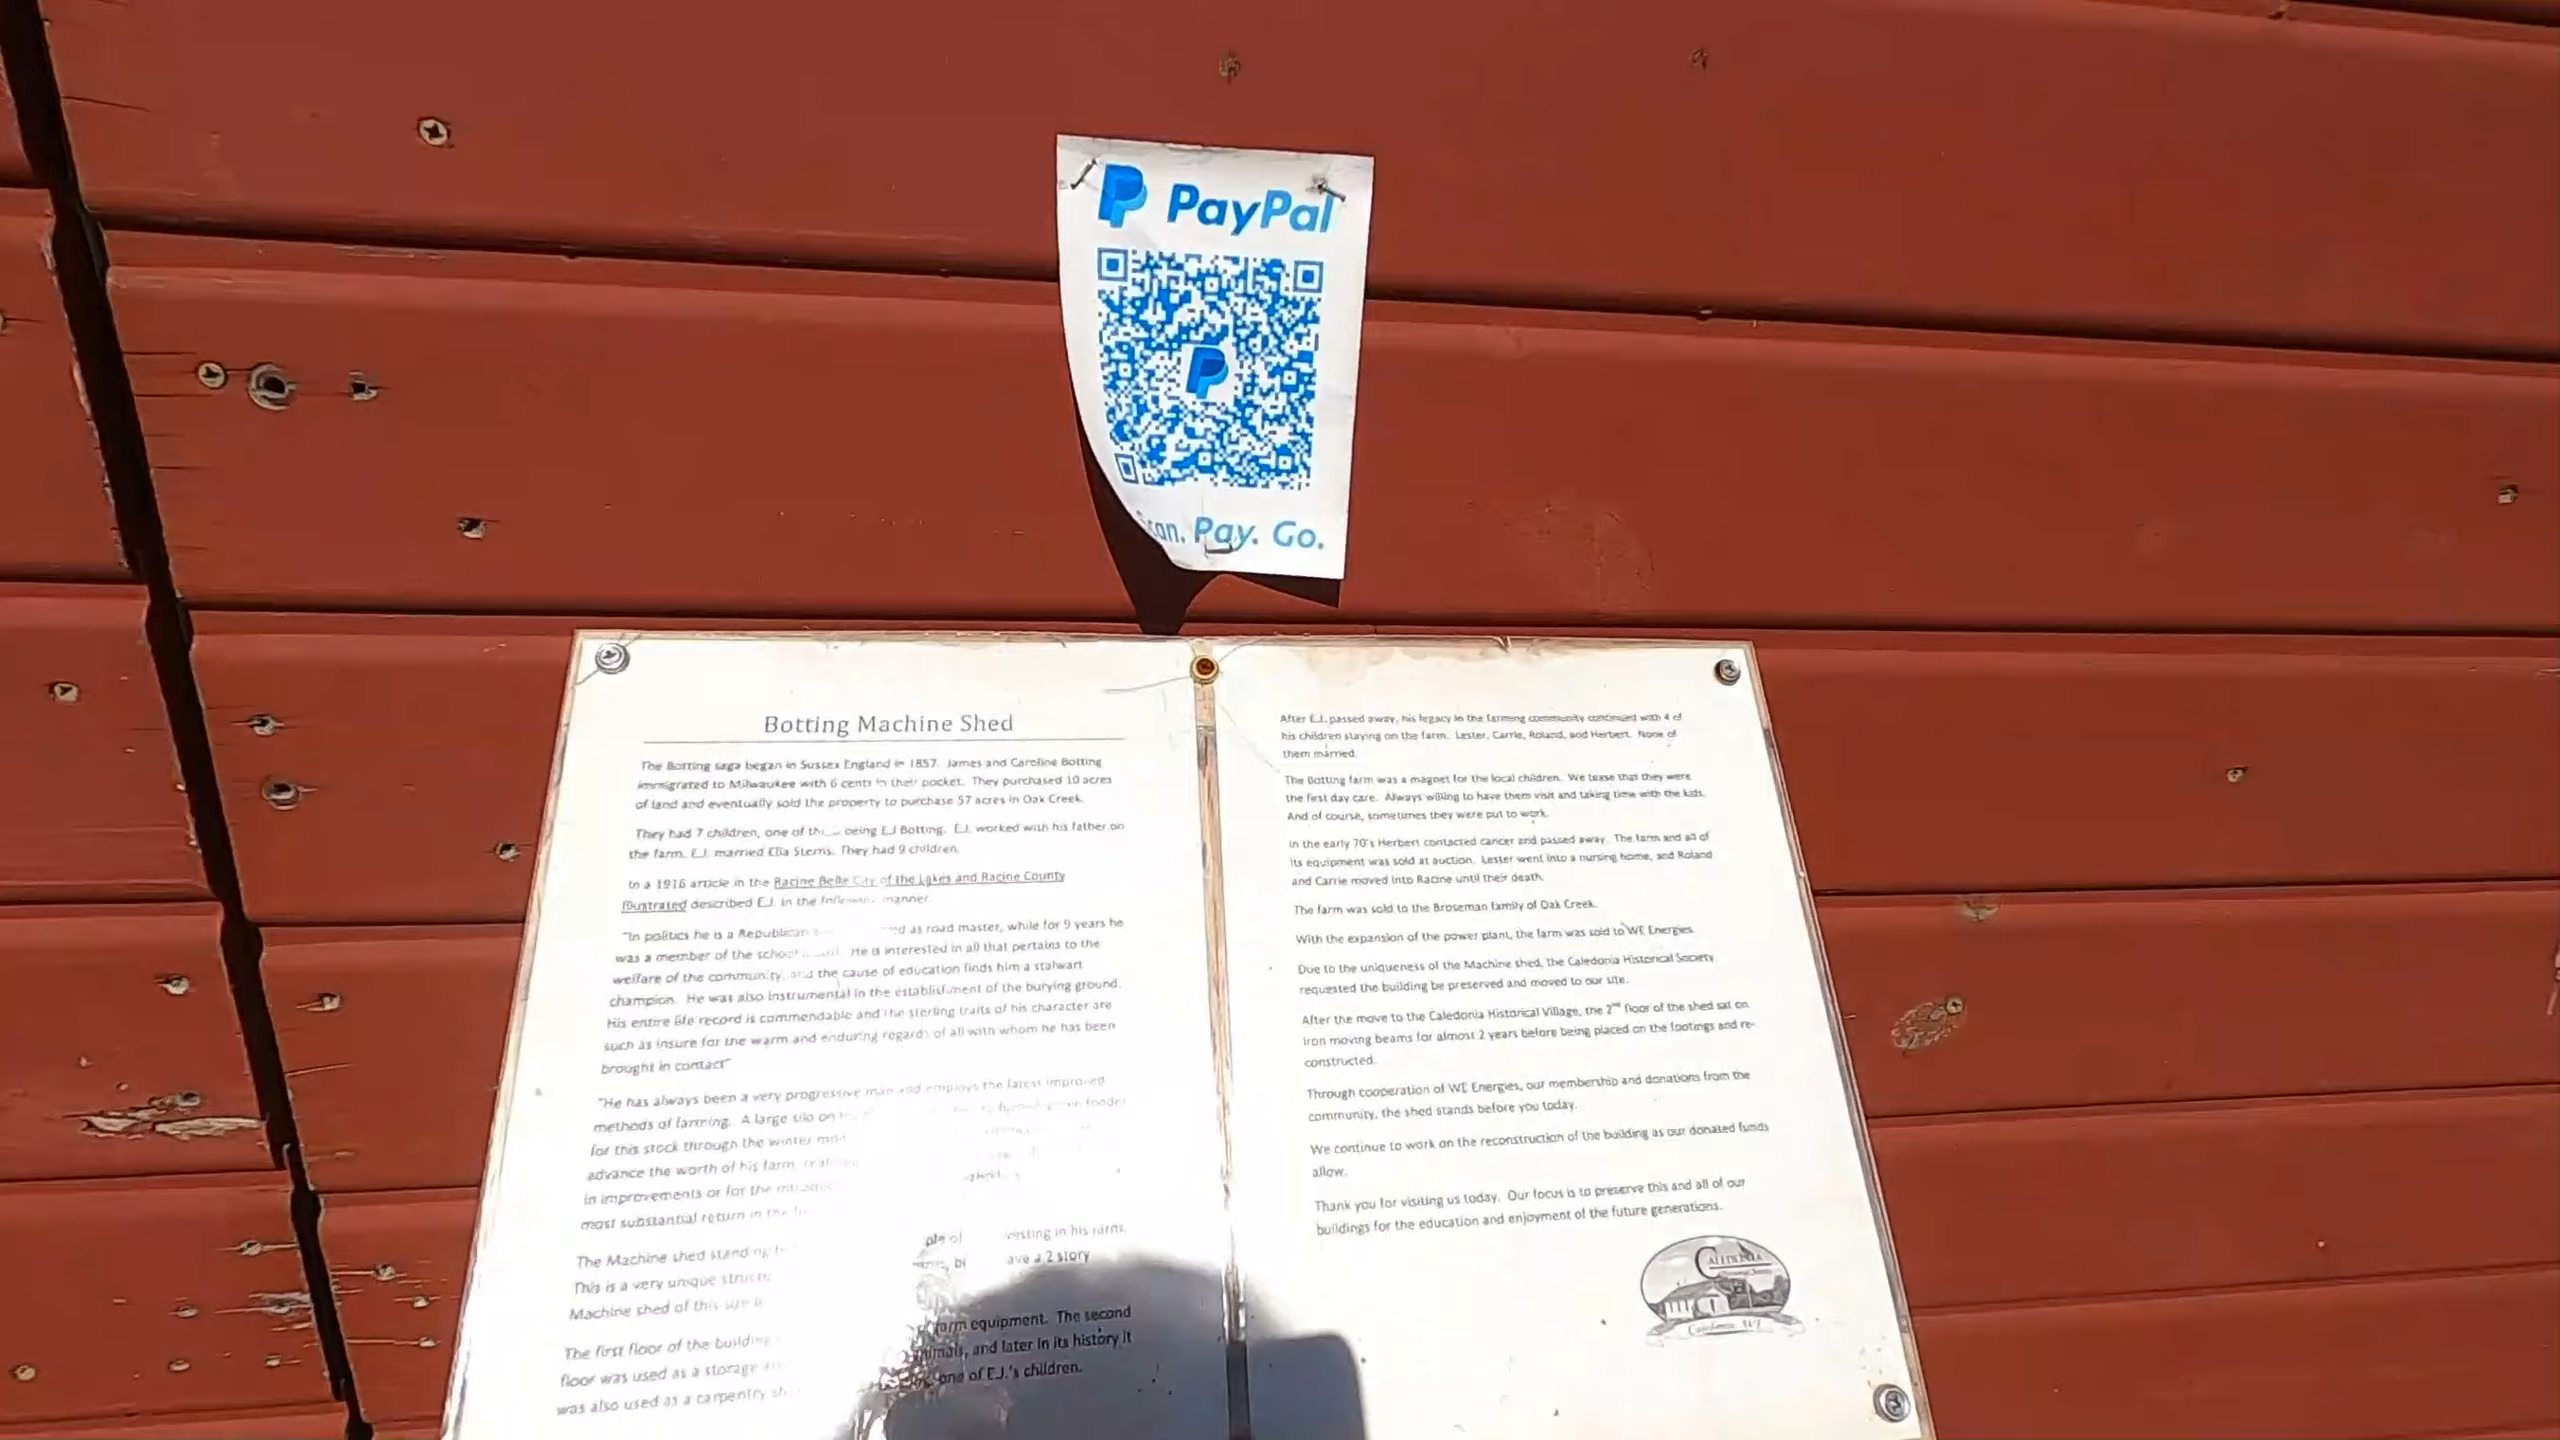 PayPal
can. Pay. Go.
Botting Machine Shed
The Botting saga began in Sussex England in 1857. James and Caroline Botting
immigrated to Milwaukee with 6 cents in their pocket. They purchased 10 acres
of land and eventually sold the property to purchase 57 acres in Oak Creek.
They had 7 children, one of being EJ Botting. E.J. worked with his father on
the farm. E.J. married Ella Sterns. They had 9 children.
In a 1916 article in the Racine Belle City of the Lakes and Racine County
Illustrated described E.J. in the manner
"In politics he is a Republican as road master, while for 9 years he
was a member of the school He is interested in all that pertains to the
welfare of the community, and the cause of education finds him a stalwart
champion. He was also instrumental in the establishment of the burying ground.
His entire life record is commendable and the sterling traits of his character are
such as insure for the warm and enduring regards of all with whom he has been
brought in contact"
"He has always been a very progressive man and employs the latest improved
methods of farming. A large silo on
for this stock through the winter
advance the worth of his farm,
in improvements or for the
most substantial return in the
The Machine shed standing existing in his farms.
This is a very unique ave a 2 story
Machine shed of this size
The first floor of the building farm equipment. The second
floor was used as a storage and later in its history it
was also used as a carpentry one of E.J.'s children.
After E.J. passed away, his legacy in the farming community continued with 4 of
his children staying on the farm. Lester, Carrie, Roland, and Herbert. None of
them married.
The Botting farm was a magnet for the local children. We tease that they were
the first day care. Always willing to have them visit and taking time with the kids.
And of course, sometimes they were put to work.
In the early 70's Herbert contacted cancer and passed away. The farm and all of
its equipment was sold at auction. Lester went into a nursing home, and Roland
and Carrie moved into Racine until their death.
The farm was sold to the Broseman family of Oak Creek.
With the expansion of the power plant, the farm was sold to WE Energies
Due to the uniqueness of the Machine shed, the Caledonia Historical Society
requested the building be preserved and moved to our site.
After the move to the Caledonia Historical Village, the 2nd floor of the shed sat on
iron moving beams for almost 2 years before being placed on the footings and re-
constructed.
Through cooperation of WE Energies, our membership and donations from the
community, the shed stands before you today.
We continue to work on the reconstruction of the building as our donated funds
allow.
Thank you for visiting us today. Our focus is to preserve this and all of our
buildings for the education and enjoyment of the future generations.
CALEDONIA
Caledonia, WI